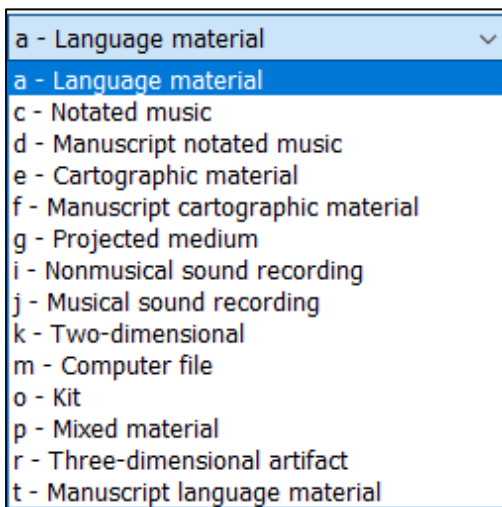 a - Language material
a - Language material
c - Notated music
d - Manuscript notated music
e - Cartographic material
f - Manuscript cartographic material
g - Projected medium
i - Nonmusical sound recording
j - Musical sound recording
k - Two-dimensional
m - Computer file
o - Kit
p - Mixed material
r - Three-dimensional artifact
t - Manuscript language material